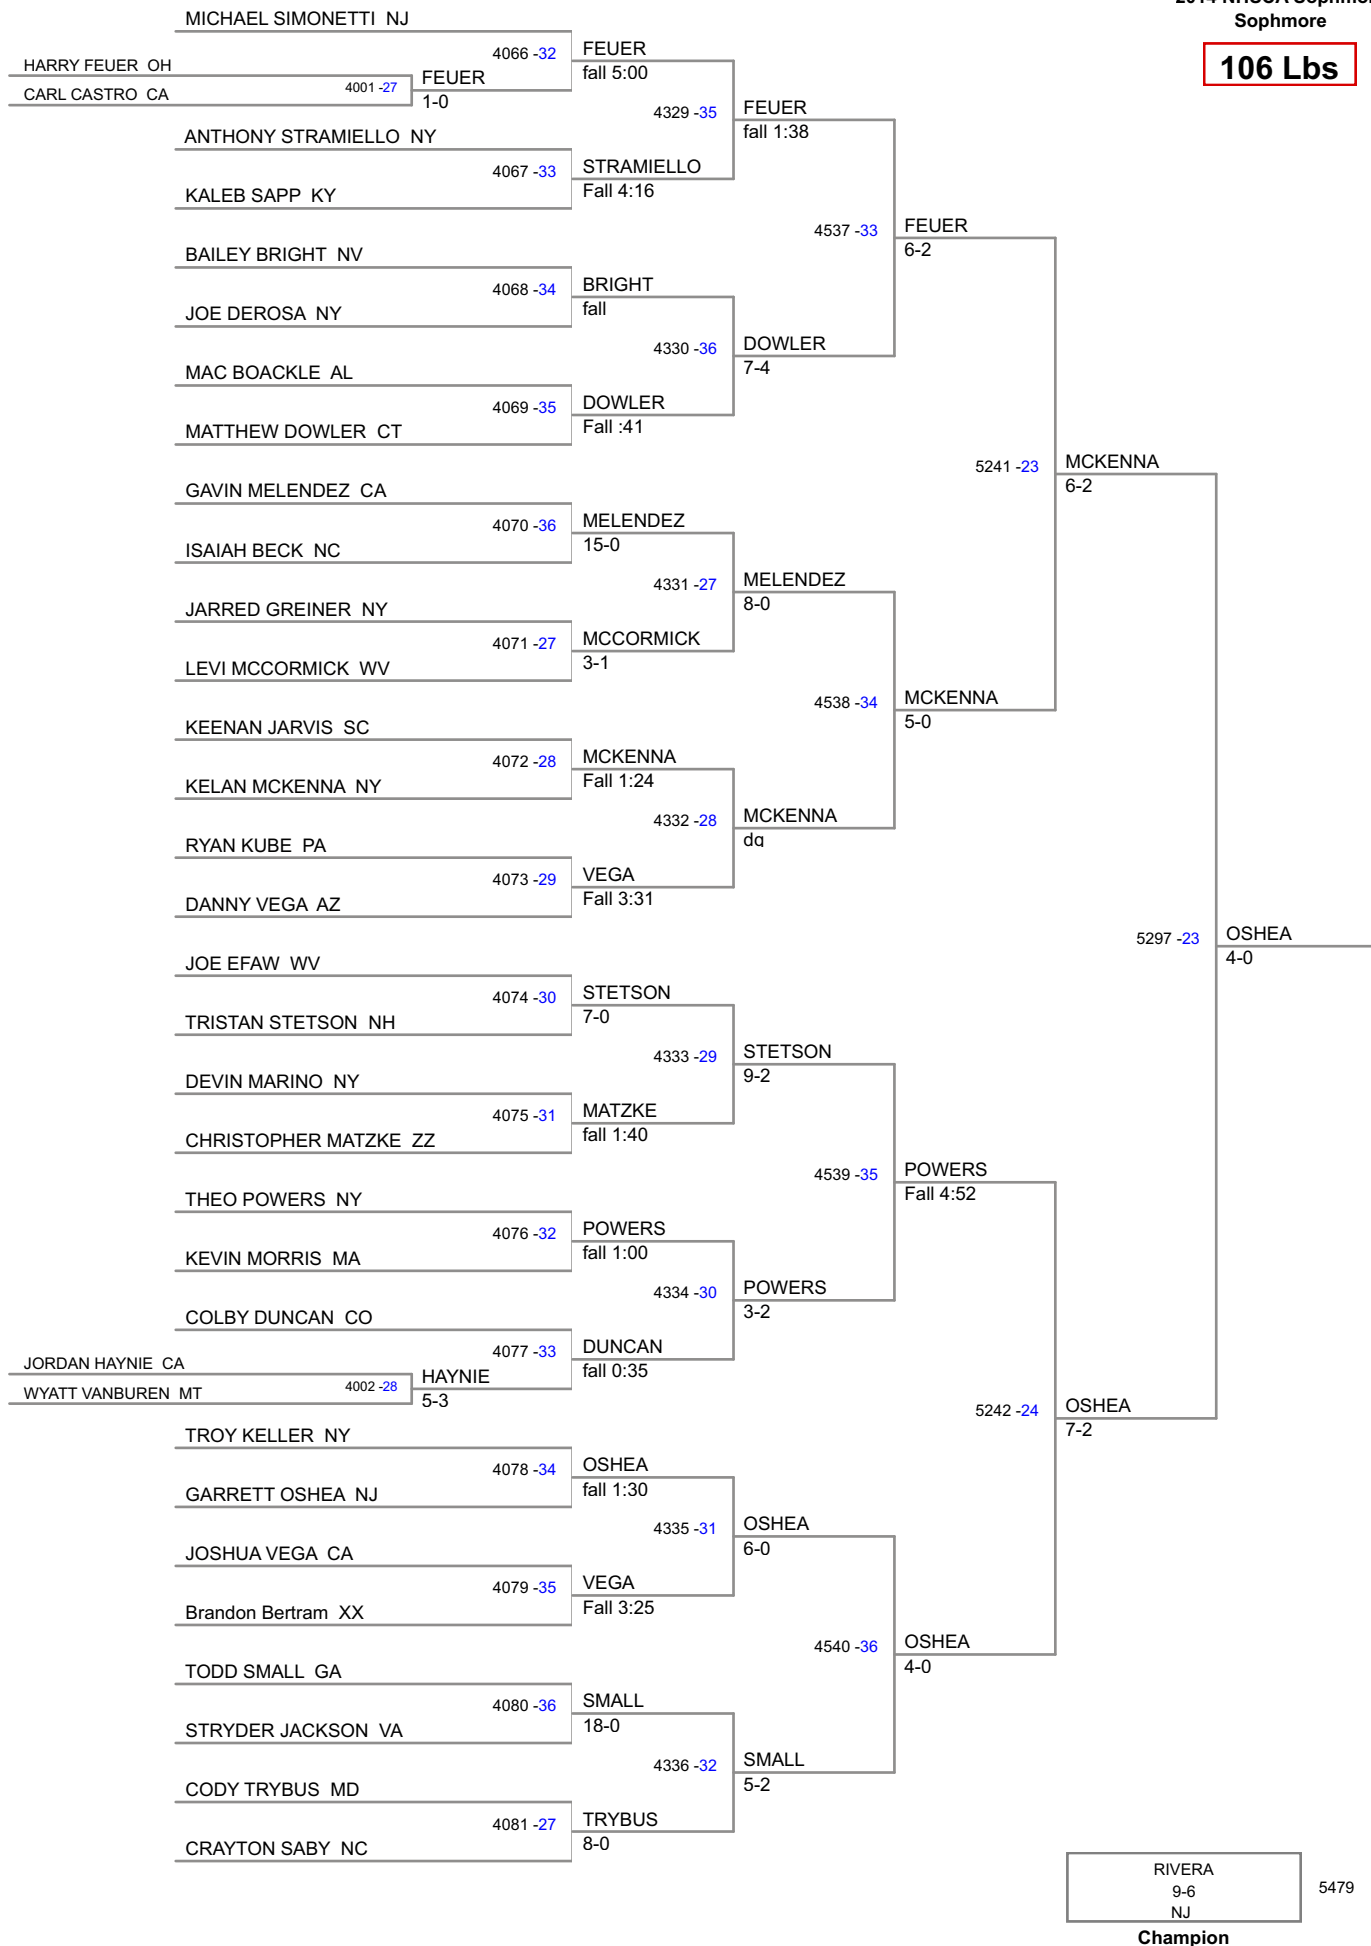 2014 NHSCA Sophmor
Sophmore
106 Lbs
MICHAEL SIMONETTI NJ
4066 -32 FEUER
fall 5:00
HARRY FEUER OH
4001 -27 FEUER
CARL CASTRO CA
1-0
4329 -35 FEUER
fall 1:38
ANTHONY STRAMIELLO NY
4067 -33 STRAMIELLO
Fall 4:16
KALEB SAPP KY
4537 -33 FEUER
6-2
BAILEY BRIGHT NV
4068 -34 BRIGHT
fall
JOE DEROSA NY
4330 -36 DOWLER
7-4
MAC BOACKLE AL
4069 -35 DOWLER
Fall :41
MATTHEW DOWLER CT
5241 -23 MCKENNA
6-2
GAVIN MELENDEZ CA
4070 -36 MELENDEZ
15-0
ISAIAH BECK NC
4331 -27 MELENDEZ
8-0
JARRED GREINER NY
4071 -27 MCCORMICK
3-1
LEVI MCCORMICK WV
4538 -34 MCKENNA
5-0
KEENAN JARVIS SC
4072 -28 MCKENNA
Fall 1:24
KELAN MCKENNA NY
4332 -28 MCKENNA
dq
RYAN KUBE PA
4073 -29 VEGA
Fall 3:31
DANNY VEGA AZ
5297 -23 OSHEA
4-0
JOE EFAW WV
4074 -30 STETSON
7-0
TRISTAN STETSON NH
4333 -29 STETSON
9-2
DEVIN MARINO NY
4075 -31 MATZKE
fall 1:40
CHRISTOPHER MATZKE ZZ
4539 -35 POWERS
Fall 4:52
THEO POWERS NY
4076 -32 POWERS
fall 1:00
KEVIN MORRIS MA
4334 -30 POWERS
3-2
COLBY DUNCAN CO
4077 -33 DUNCAN
fall 0:35
JORDAN HAYNIE CA
4002 -28 HAYNIE
WYATT VANBUREN MT
5-3
5242 -24 OSHEA
7-2
TROY KELLER NY
4078 -34 OSHEA
fall 1:30
GARRETT OSHEA NJ
4335 -31 OSHEA
6-0
JOSHUA VEGA CA
4079 -35 VEGA
Fall 3:25
Brandon Bertram XX
4540 -36 OSHEA
4-0
TODD SMALL GA
4080 -36 SMALL
18-0
STRYDER JACKSON VA
4336 -32 SMALL
5-2
CODY TRYBUS MD
4081 -27 TRYBUS
8-0
CRAYTON SABY NC
RIVERA
9-6
NJ
5479
Champion